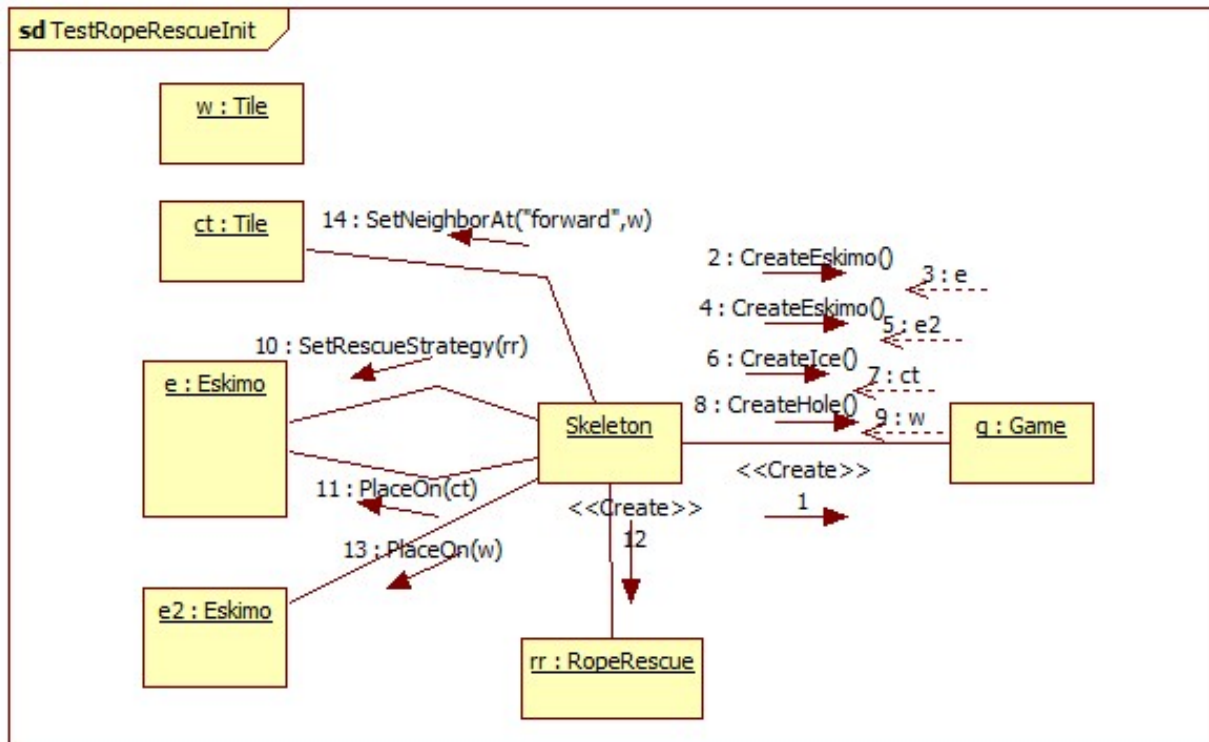 sd TestRopeRescueInit
w : Tile
ct : Tile
14 : SetNeighborAt("forward",w)
2 : CreateEskimo()
3 : e
4 : CreateEskimo()
5 : e2
10 : SetRescueStrategy(rr)
6 : CreateIce()
7 : ct
e : Eskimo
8 : CreateHole()
9 : w
Skeleton
g : Game
<<Create>>
1
11 : PlaceOn(ct)
<<Create>>
12
13 : PlaceOn(w)
e2 : Eskimo
rr : RopeRescue